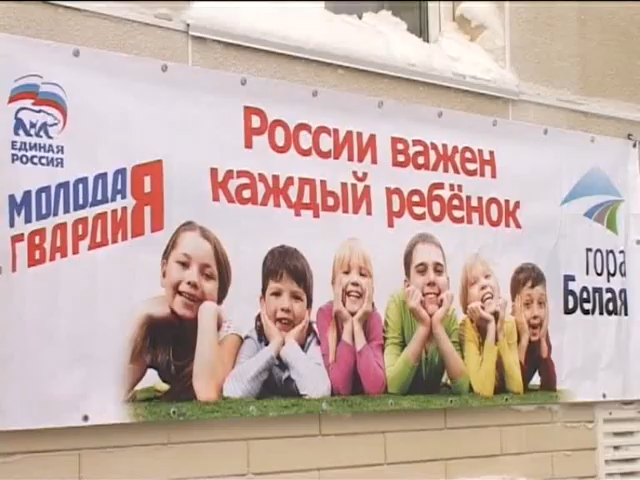 ЕДИНАЯ
РОССИЯ
МОЛОДАЯ
ГВАРДИЯ
России важен
каждый ребёнок
гора
Белая